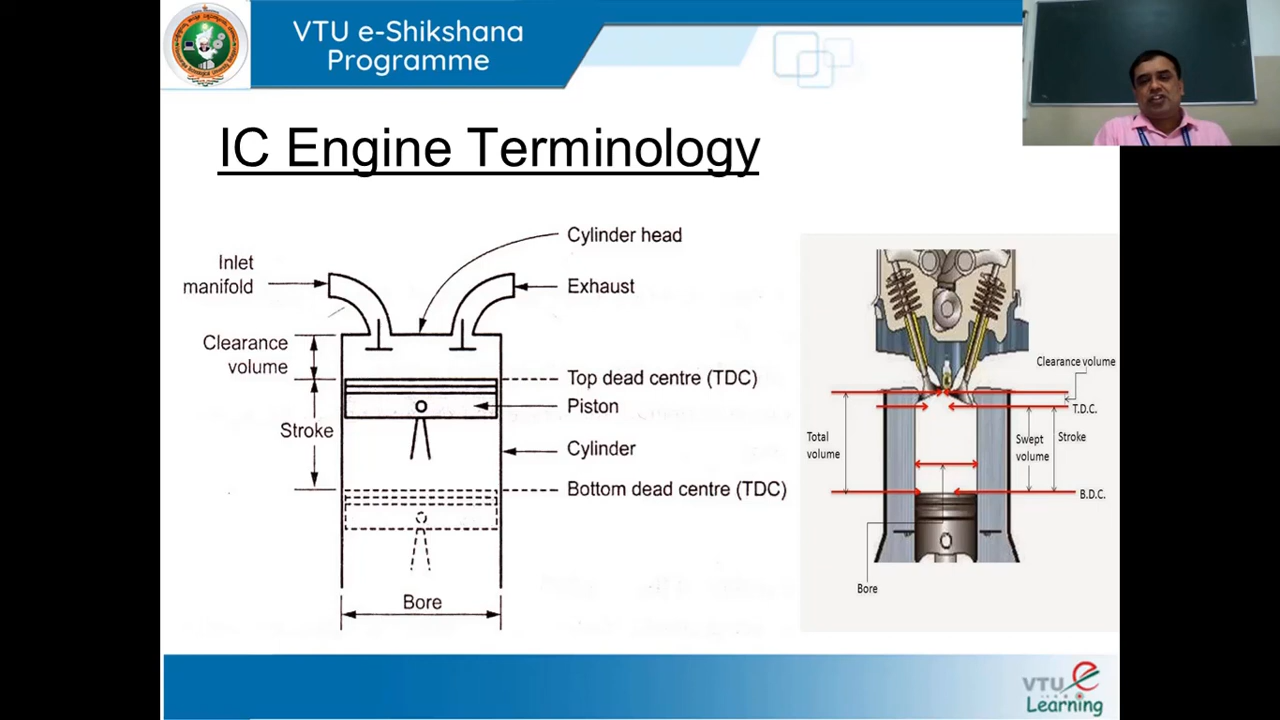 VTU e-Shikshana
Programme
IC Engine Terminology
Cylinder head
Inlet
manifold
Exhaust
Clearance
volume
Top dead centre (TDC)
Piston
Stroke
Cylinder
Bottom dead centre (TDC)
Bore
Clearance volume
T.D.C.
Total
volume
Swept
volume
Stroke
B.D.C.
Bore
VTU e
Learning